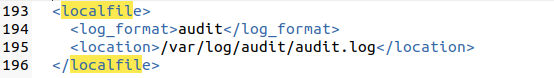 193 <localfile>
194 <log_format>audit</log_format>
195 <location>/var/log/audit/audit.log</location>
196 </localfile>